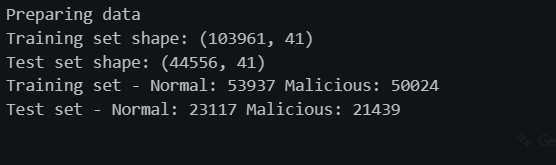 Preparing data
Training set shape: (103961, 41)
Test set shape: (44556, 41)
Training set - Normal: 53937 Malicious: 50024
Test set - Normal: 23117 Malicious: 21439